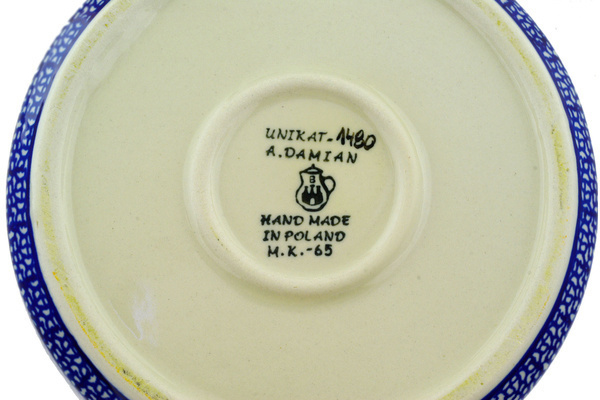 UNIKAT-1480
A.DAMIAN
B
HAND MADE
IN POLAND
M.K.-65